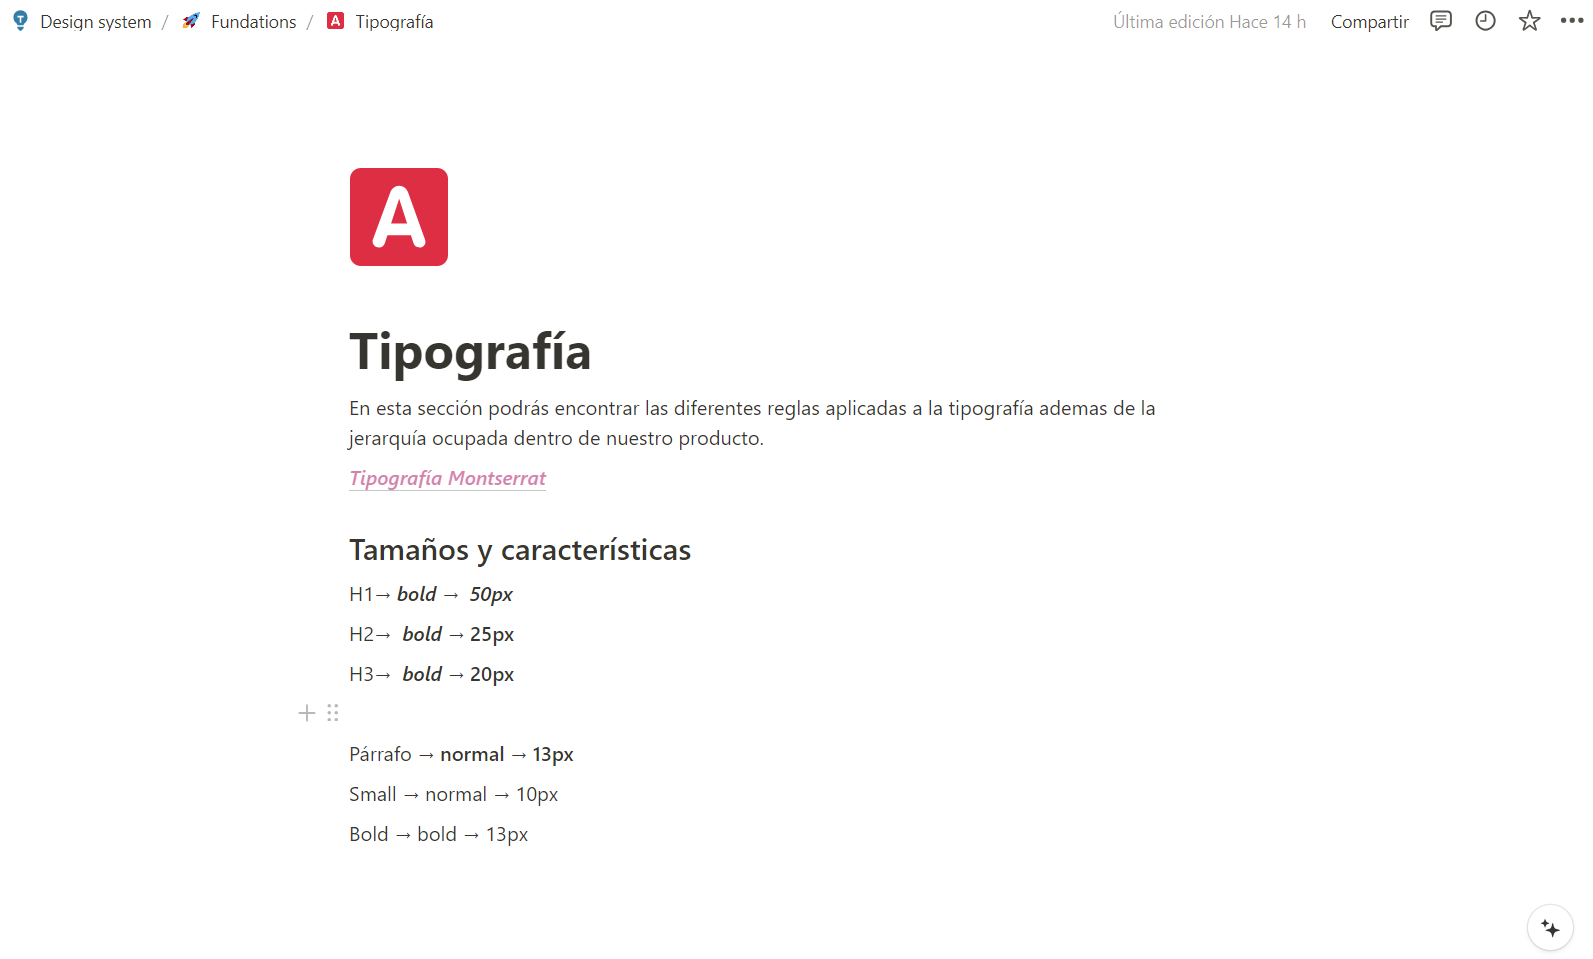 Design system / Fundations / A Tipografía
Última edición Hace 14 h Compartir
A
Tipografía
En esta sección podrás encontrar las diferentes reglas aplicadas a la tipografía ademas de la
jerarquía ocupada dentro de nuestro producto.
Tipografía Montserrat
Tamaños y características
H1→ bold → 50px
H2→ bold → 25px
H3→ bold → 20px
Párrafo → normal → 13px
Small → normal → 10px
Bold → bold → 13px